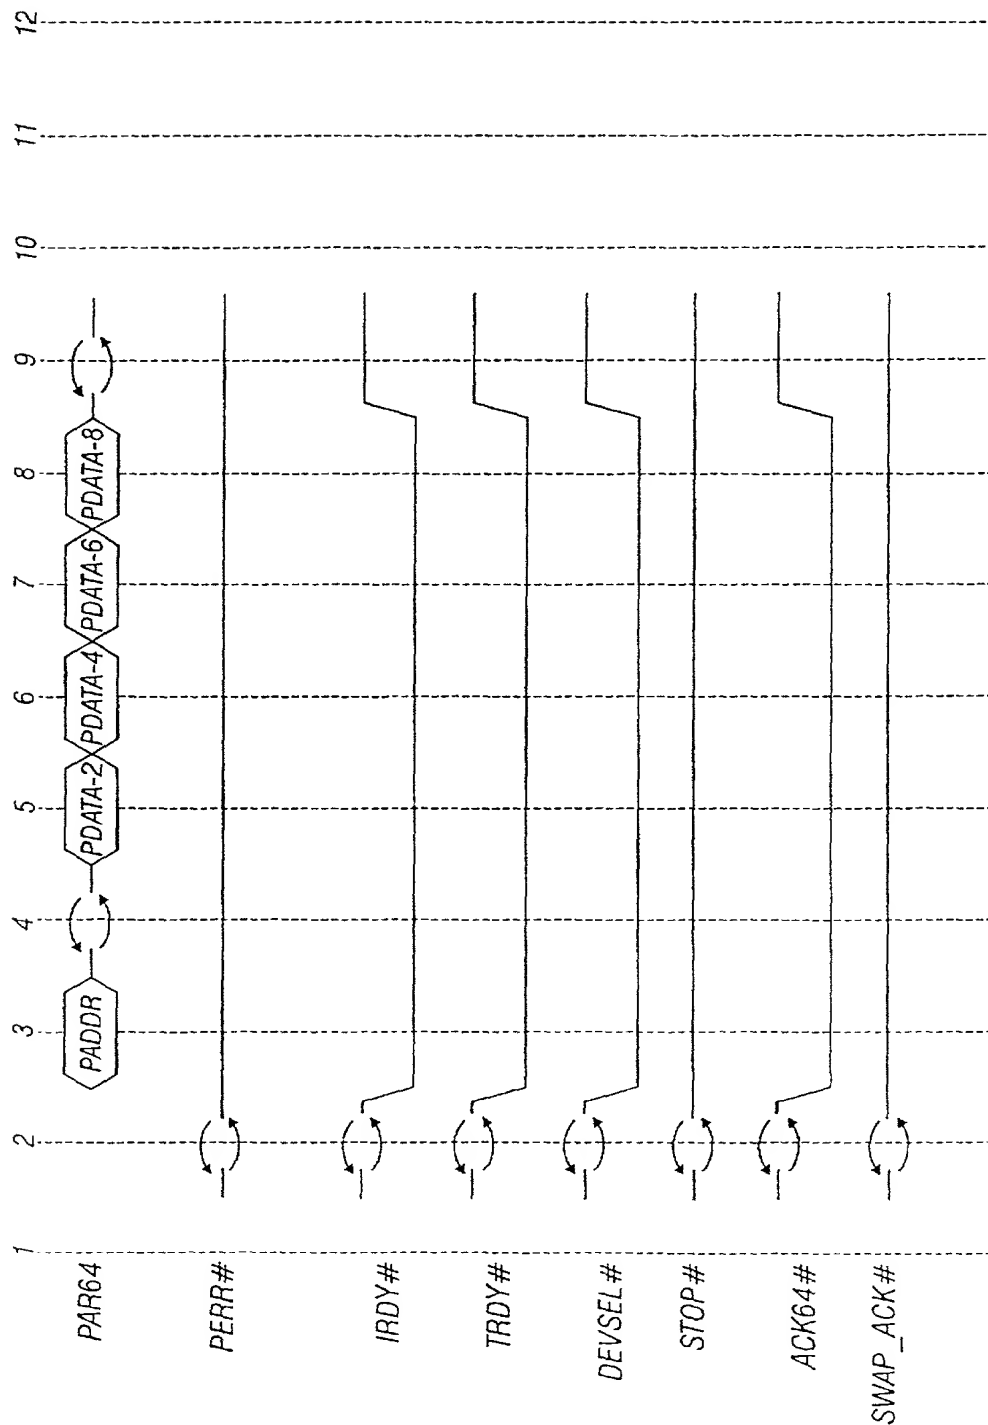 1 2 3 4 5 6 7 8 9 10 11 12
PAR64 PADDR PDATA-2 PDATA-4 PDATA-6 PDATA-8
PERR#
IRDY#
TRDY#
DEVSEL#
STOP#
ACK64#
SWAP_ACK#